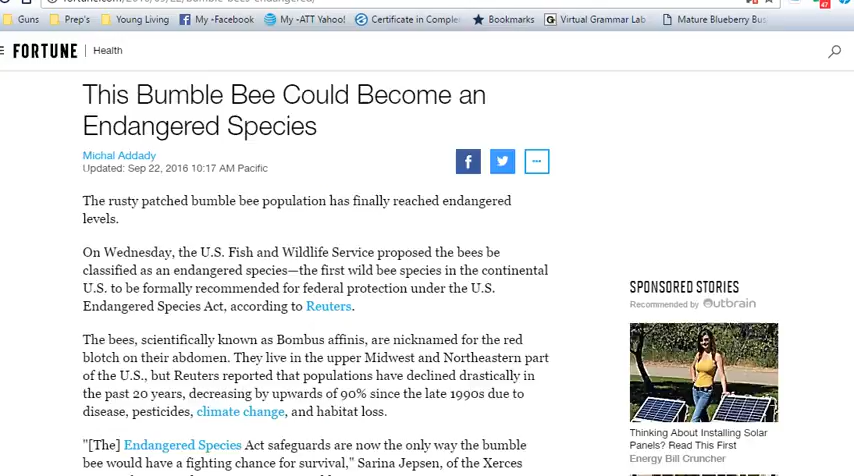 Guns Prep's Young Living My -Facebook My ~ATT Yahoo! Certificate in Comple Bookmarks Virtual Grammar Lab Mature Blueberry Bus
47
FORTUNE | Health
This Bumble Bee Could Become an
Endangered Species
Michal Addady
Updated: Sep 22, 2016 10:17 AM Pacific
The rusty patched bumble bee population has finally reached endangered
levels.
On Wednesday, the U.S. Fish and Wildlife Service proposed the bees be
classified as an endangered species—the first wild bee species in the continental
U.S. to be formally recommended for federal protection under the U.S.
Endangered Species Act, according to Reuters.
The bees, scientifically known as Bombus affinis, are nicknamed for the red
blotch on their abdomen. They live in the upper Midwest and Northeastern part
of the U.S., but Reuters reported that populations have declined drastically in
the past 20 years, decreasing by upwards of 90% since the late 1990s due to
disease, pesticides, climate change, and habitat loss.
"[The] Endangered Species Act safeguards are now the only way the bumble
bee would have a fighting chance for survival," Sarina Jepsen, of the Xerces
SPONSORED STORIES
Recommended by Outbrain
Thinking About Installing Solar
Panels? Read This First
Energy Bill Cruncher